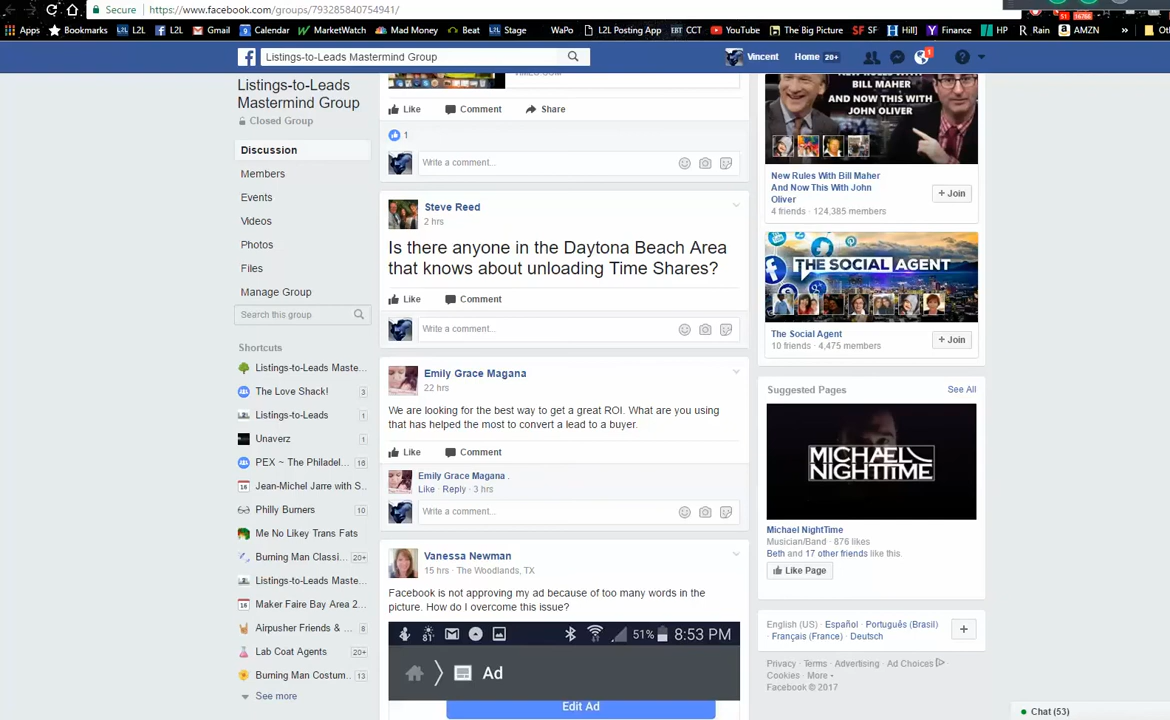 Secure https://www.facebook.com/groups/793285840754941/
Apps Bookmarks L2L L2L Gmail Calendar MarketWatch Mad Money Beat Stage WaPo L2L Posting App CCT YouTube The Big Picture SF Hill] Finance HP Rain AMZN »
Listings-to-Leads Mastermind Group Vincent Home 20+ 1
Listings-to-Leads
Mastermind Group
Closed Group
Discussion
Members
Events
Videos
Photos
Files
Manage Group
Search this group
Shortcuts
Listings-to-Leads Maste...
The Love Shack! 3
Listings-to-Leads 1
Unaverz 1
PEX ~ The Philadel... 16
Jean-Michel Jarre with S...
Philly Burners 10
Me No Likey Trans Fats
Burning Man Classi... 20+
Listings-to-Leads Maste...
Maker Faire Bay Area 2...
Airpusher Friends & ... 8
Lab Coat Agents 20+
Burning Man Costum... 13
See more
Like Comment Share
1
Write a comment...
Steve Reed
2 hrs
Is there anyone in the Daytona Beach Area
that knows about unloading Time Shares?
Like Comment
Write a comment...
Emily Grace Magana
22 hrs
We are looking for the best way to get a great ROI. What are you using
that has helped the most to convert a lead to a buyer.
Like Comment
Emily Grace Magana .
Like · Reply · 3 hrs
Write a comment...
Vanessa Newman
15 hrs · The Woodlands, TX
Facebook is not approving my ad because of too many words in the
picture. How do I overcome this issue?
51% 8:53 PM
Ad
Edit Ad
BILL MAHER
AND NOW THIS WITH
JOHN OLIVER
New Rules With Bill Maher
And Now This With John
Oliver
+ Join
4 friends · 124,385 members
THE SOCIAL AGENT
The Social Agent
+ Join
10 friends · 4,475 members
Suggested Pages See All
MICHAEL
NIGHTTIME
Michael NightTime
Musician/Band · 876 likes
Beth and 17 other friends like this.
Like Page
English (US) · Español · Português (Brasil) ·
Français (France) · Deutsch
+
Privacy · Terms · Advertising · Ad Choices ·
Cookies · More
Facebook © 2017
Chat (53)